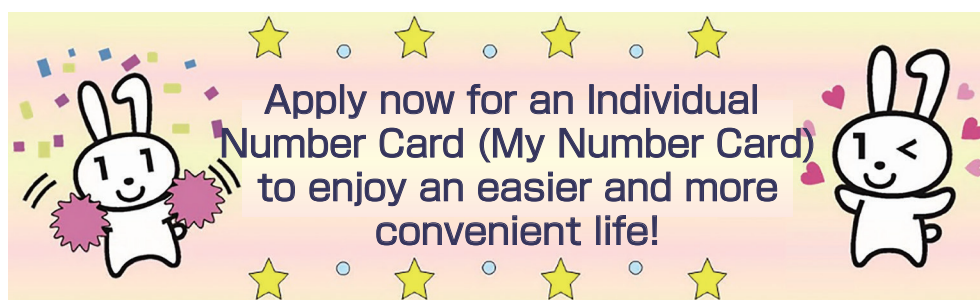 Apply now for an Individual
Number Card (My Number Card)
to enjoy an easier and more
convenient life!